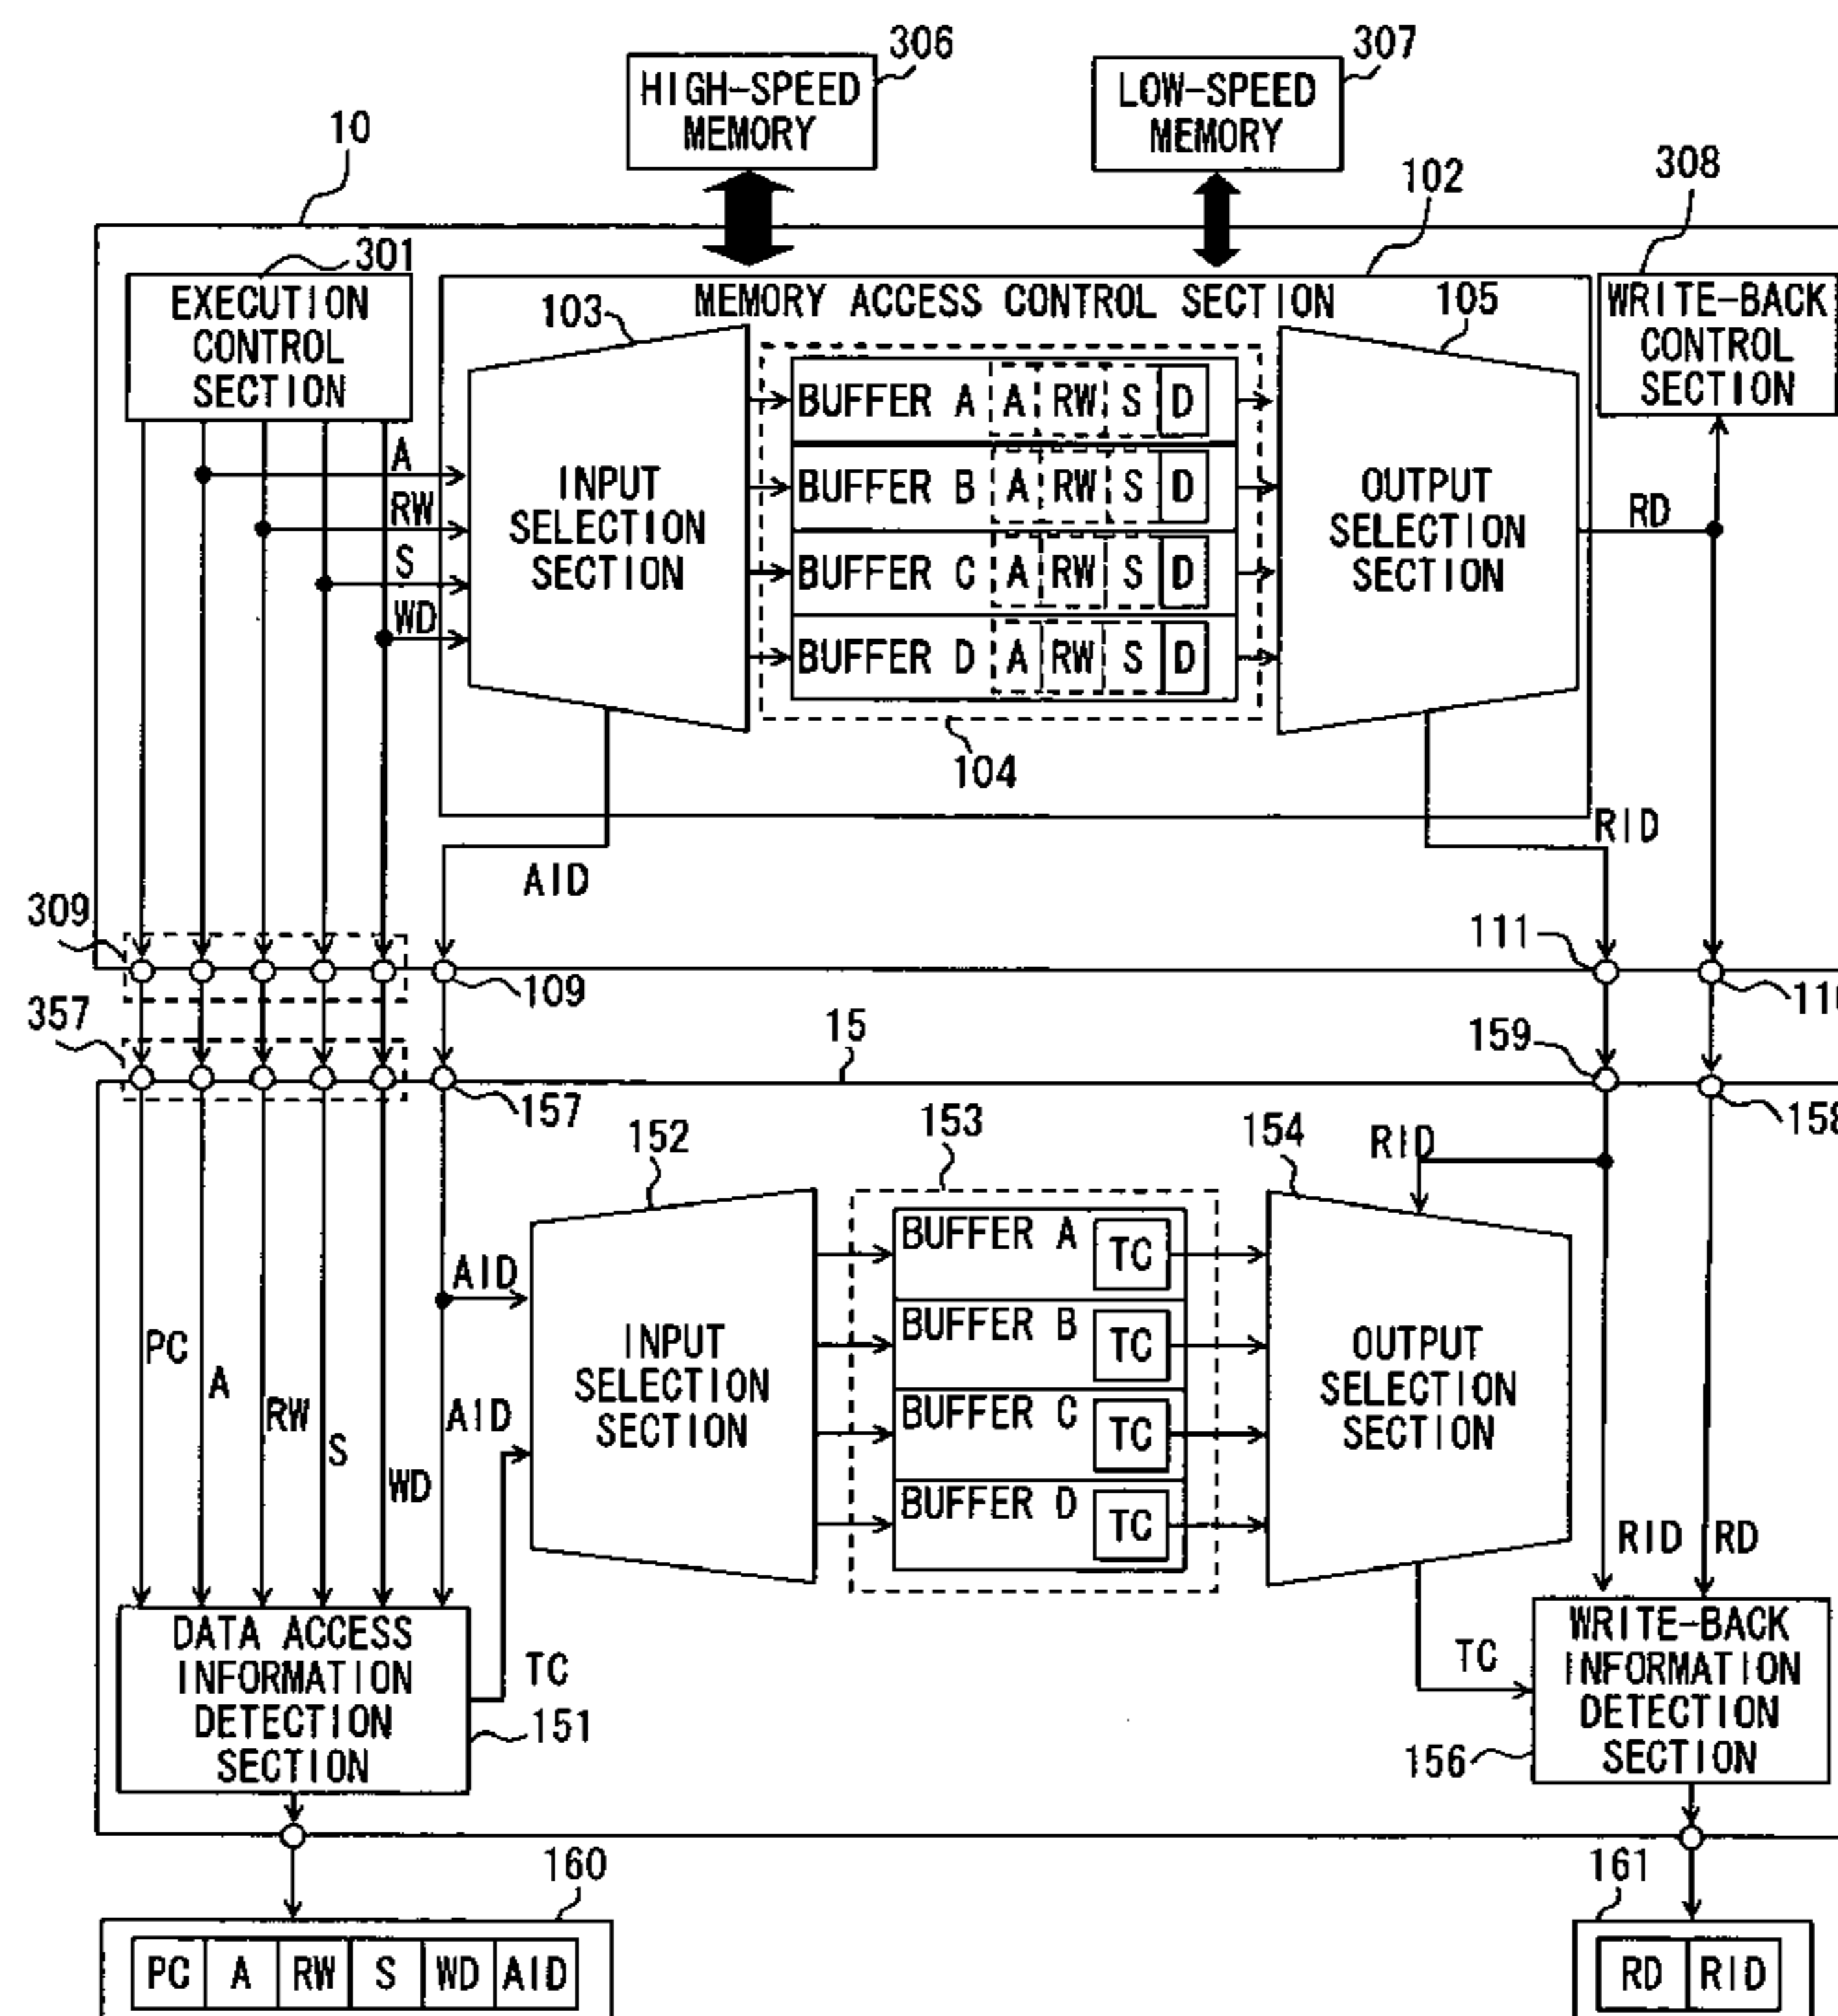 306
307
HIGH-SPEED
MEMORY
LOW-SPEED
MEMORY
10
102
308
301
EXECUTION
CONTROL
SECTION
MEMORY ACCESS CONTROL SECTION
103
105
WRITE-BACK
CONTROL
SECTION
BUFFER A A RW S D
BUFFER B A RW S D
BUFFER C A RW S D
BUFFER D A RW S D
INPUT
SELECTION
SECTION
OUTPUT
SELECTION
SECTION
A
RW
S
WD
RD
104
RID
AID
309
109
111
357
15
159
157
158
152
153
154
RID
AID
INPUT
SELECTION
SECTION
BUFFER A TC
BUFFER B TC
BUFFER C TC
BUFFER D TC
OUTPUT
SELECTION
SECTION
PC
A
RW
S
WD
AID
RID
RD
DATA ACCESS
INFORMATION
DETECTION
SECTION
TC
151
TC
WRITE-BACK
INFORMATION
DETECTION
SECTION
156
160
161
PC A RW S WD AID
RD RID